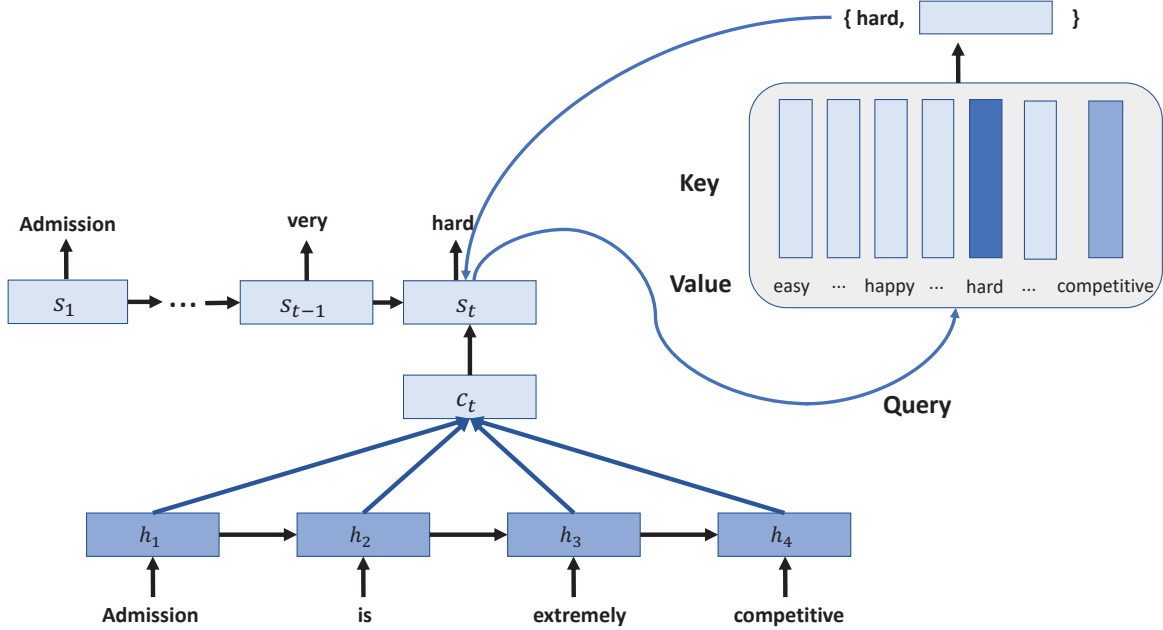 { hard, }
Key
Admission
very
hard
Value
easy ... happy ... hard ... competitive
s₁ ... sₜ₋₁ sₜ
cₜ
Query
h₁ h₂ h₃ h₄
Admission is extremely competitive